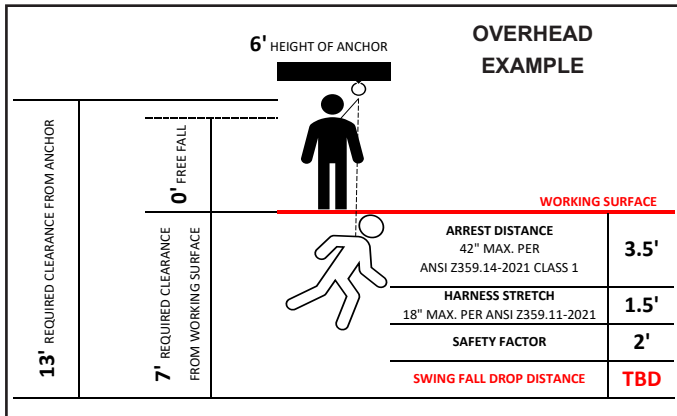 OVERHEAD
EXAMPLE
6' HEIGHT OF ANCHOR
13' REQUIRED CLEARANCE FROM ANCHOR
0' FREE FALL
7' REQUIRED CLEARANCE
FROM WORKING SURFACE
WORKING SURFACE
ARREST DISTANCE
42" MAX. PER
ANSI Z359.14-2021 CLASS 1
3.5'
HARNESS STRETCH
18" MAX. PER ANSI Z359.11-2021
1.5'
SAFETY FACTOR
2'
SWING FALL DROP DISTANCE
TBD